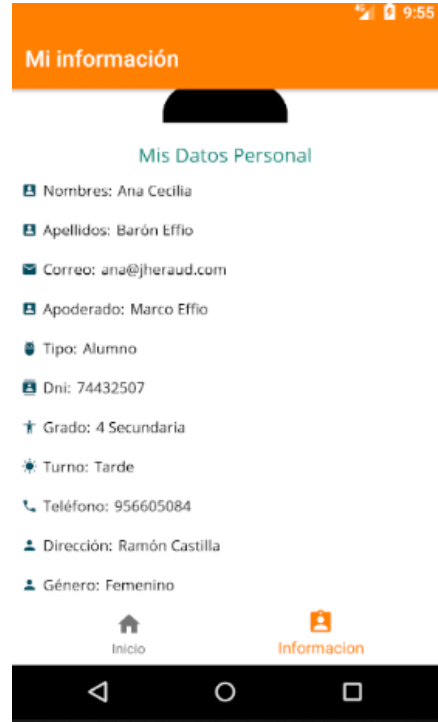 4G 9:55
Mi información
Mis Datos Personal
Nombres: Ana Cecilia
Apellidos: Barón Effio
Correo: ana@jheraud.com
Apoderado: Marco Effio
Tipo: Alumno
Dni: 74432507
Grado: 4 Secundaria
Turno: Tarde
Teléfono: 956605084
Dirección: Ramón Castilla
Género: Femenino
Inicio Informacion